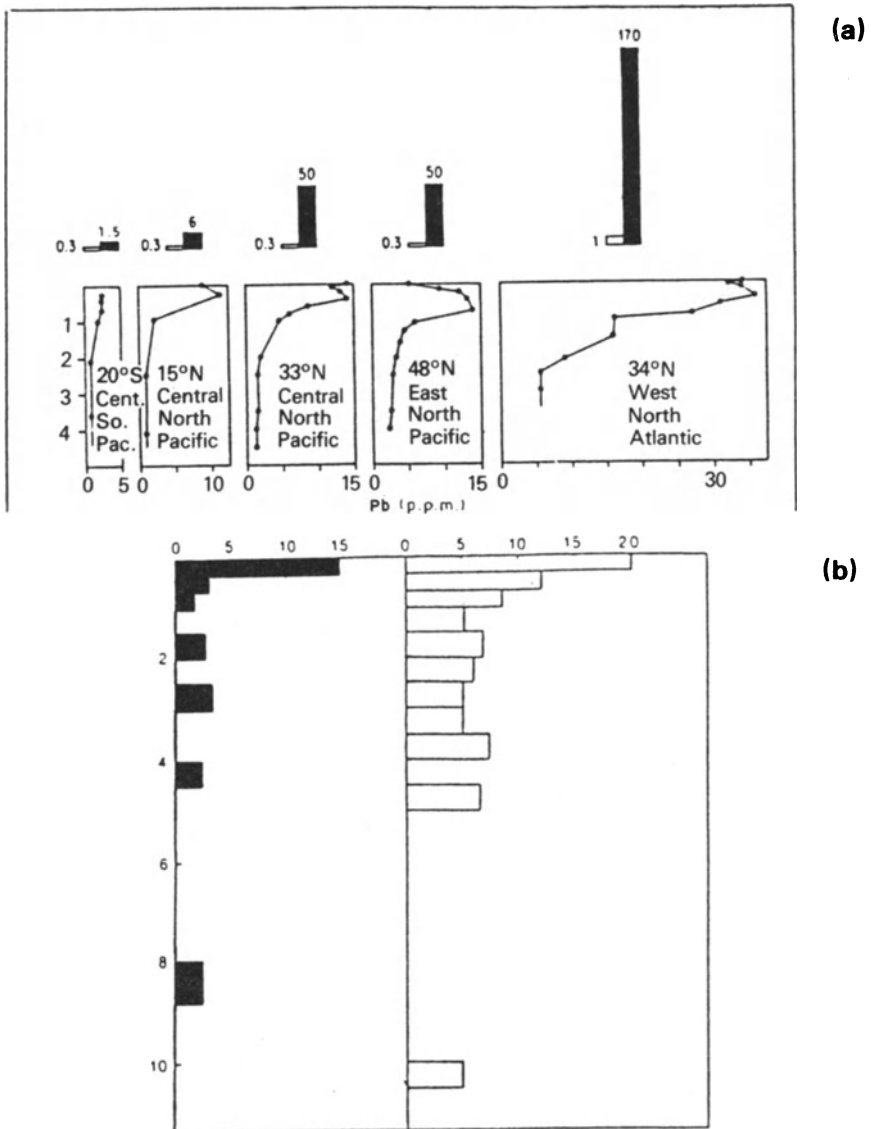 (a)
170
50
50
6
1.5
0.3
0.3
0.3
0.3
1
1
2
3
4
20°S
Cent.
So.
Pac.
15°N
Central
North
Pacific
33°N
Central
North
Pacific
48°N
East
North
Pacific
34°N
West
North
Atlantic
0 5
0 10
0 15
0 15
0 30
Pb (p.p.m.)
(b)
0 5 10 15
0 5 10 15 20
2
4
6
8
10